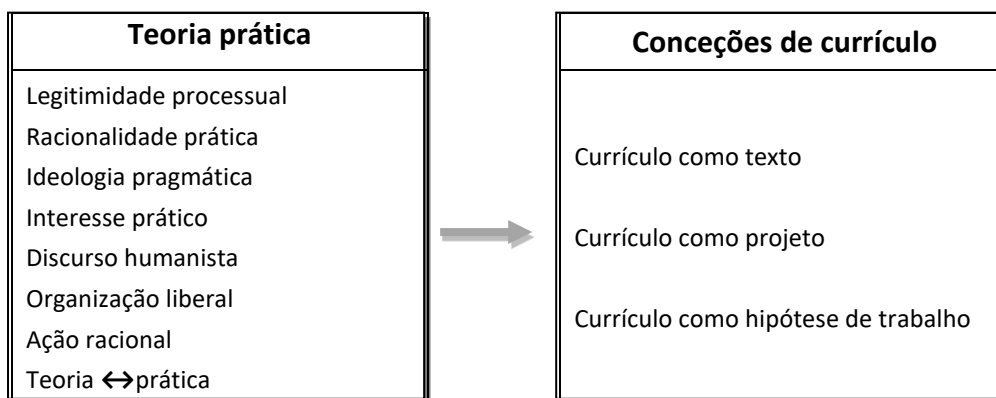 Teoria prática
Legitimidade processual
Racionalidade prática
Ideologia pragmática
Interesse prático
Discurso humanista
Organização liberal
Ação racional
Teoria ↔prática
Conceções de currículo
Currículo como texto
Currículo como projeto
Currículo como hipótese de trabalho